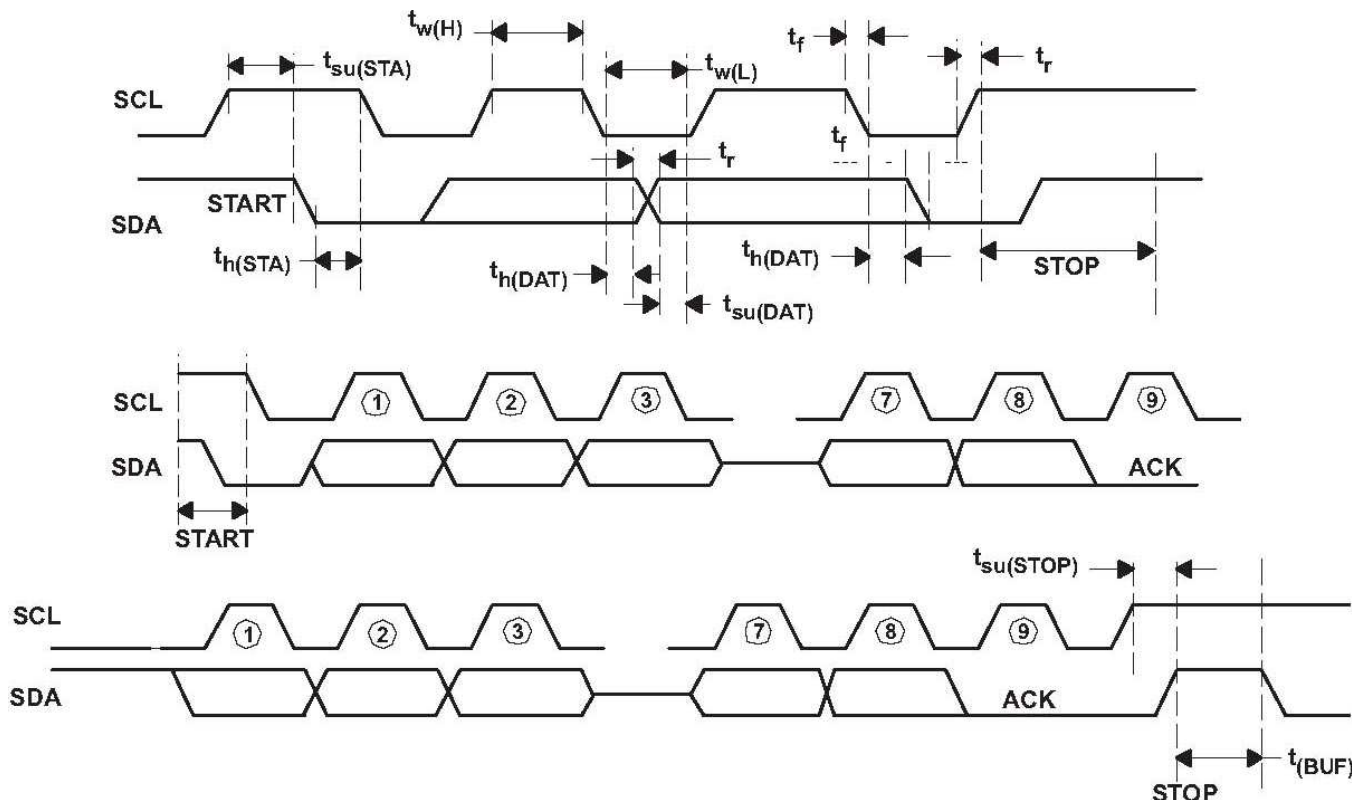 t_w(H)
t_f
t_su(STA)
t_w(L)
t_r
SCL
t_r
t_f
START
SDA
t_h(STA)
t_h(DAT)
t_h(DAT)
STOP
t_su(DAT)
SCL
1 2 3 7 8 9
SDA
ACK
START
t_su(STOP)
SCL
1 2 3 7 8 9
SDA
ACK
t_(BUF)
STOP